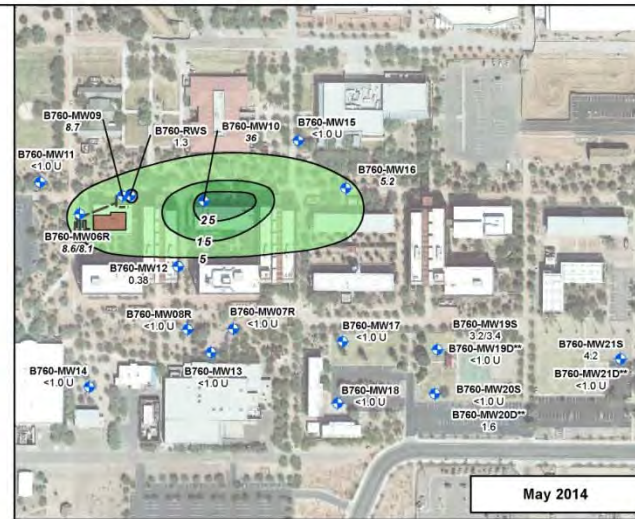 B760-MW09
8.7
B760-RWS
1.3
B760-MW10
36
B760-MW15
<1.0 U
B760-MW11
<1.0 U
B760-MW16
5.2
25
15
5
B760-MW06R
8.6/8.1
B760-MW12
0.38
B760-MW08R
<1.0 U
B760-MW07R
<1.0 U
B760-MW17
<1.0 U
B760-MW19S
3.2/3.4
B760-MW19D**
<1.0 U
B760-MW21S
4.2
B760-MW21D**
<1.0 U
B760-MW14
<1.0 U
B760-MW13
<1.0 U
B760-MW18
<1.0 U
B760-MW20S
<1.0 U
B760-MW20D**
1.6
May 2014